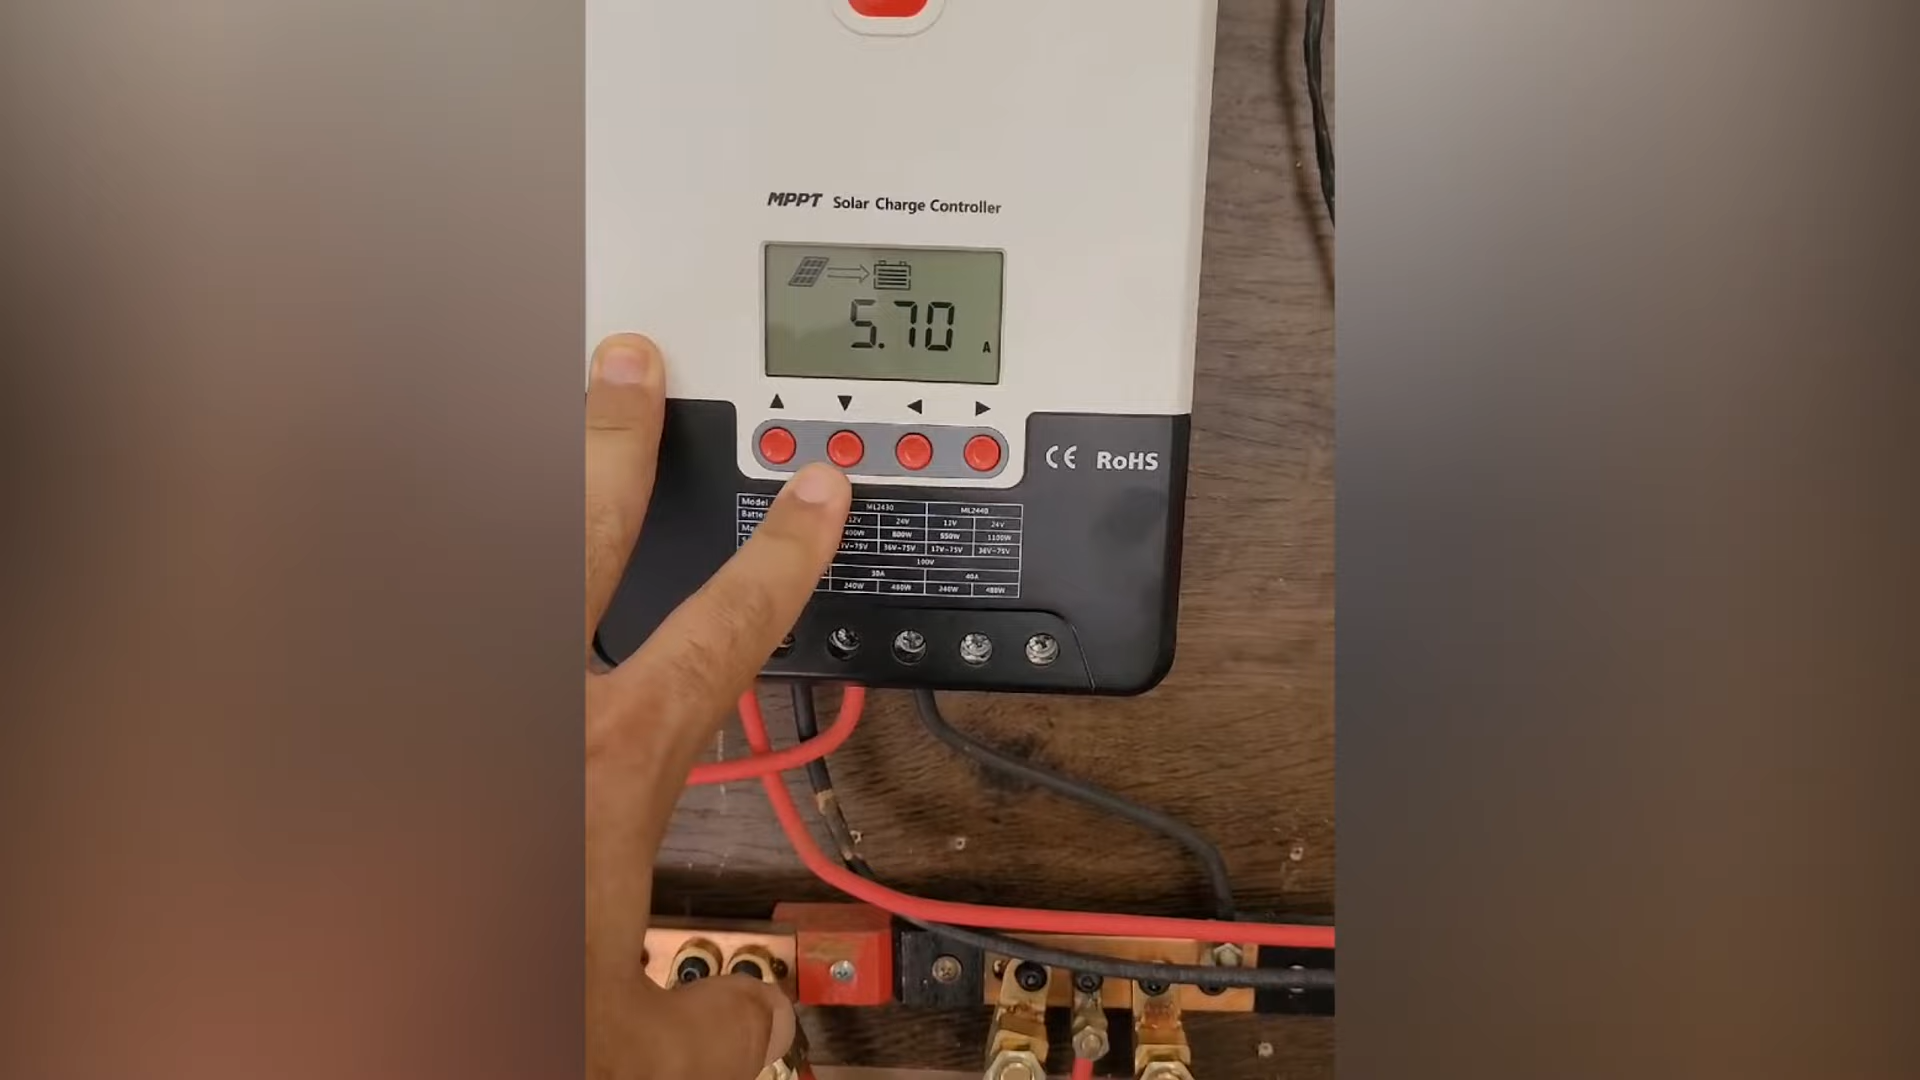 MPPT Solar Charge Controller
5.70 A
▲ ▼ ◀ ▶
CE RoHS
Model ML2430 ML2440
12V 24V 12V 24V
400W 800W 550W 1100W
36V~75V 17V~75V 36V~75V
100V
30A 40A
240W 480W 240W 480W